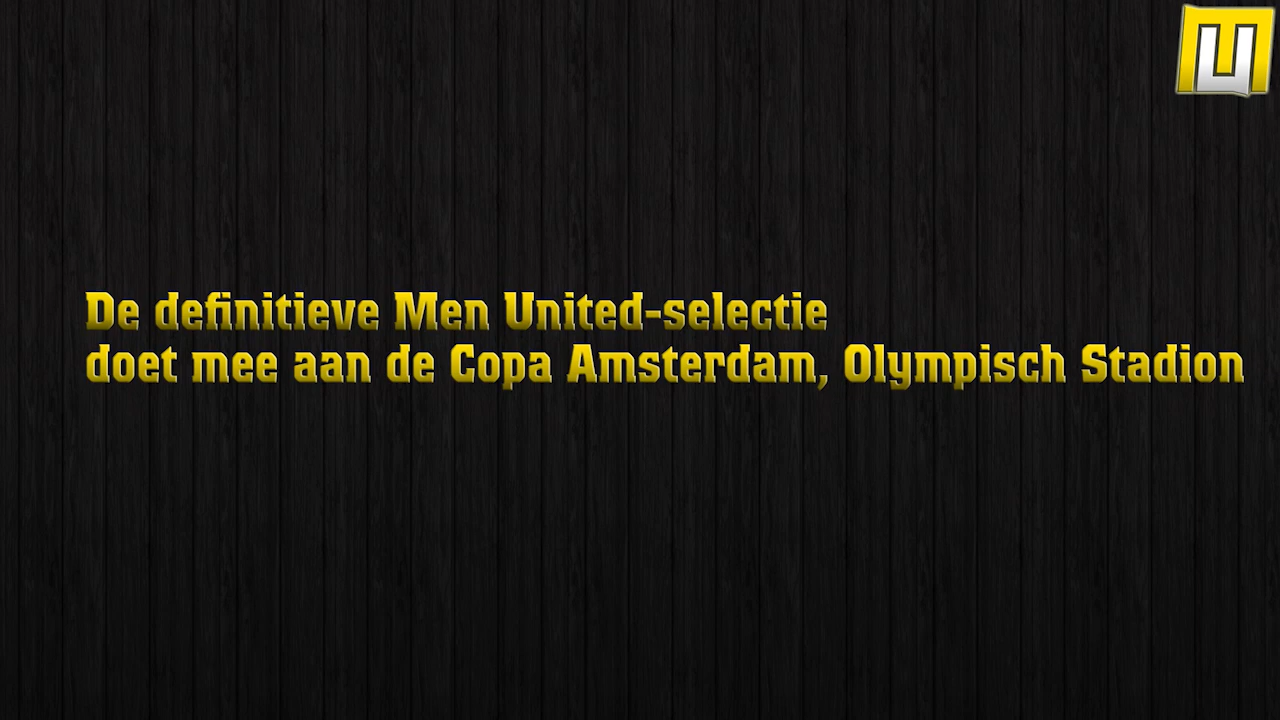 De definitieve Men United-selectie
doet mee aan de Copa Amsterdam, Olympisch Stadion